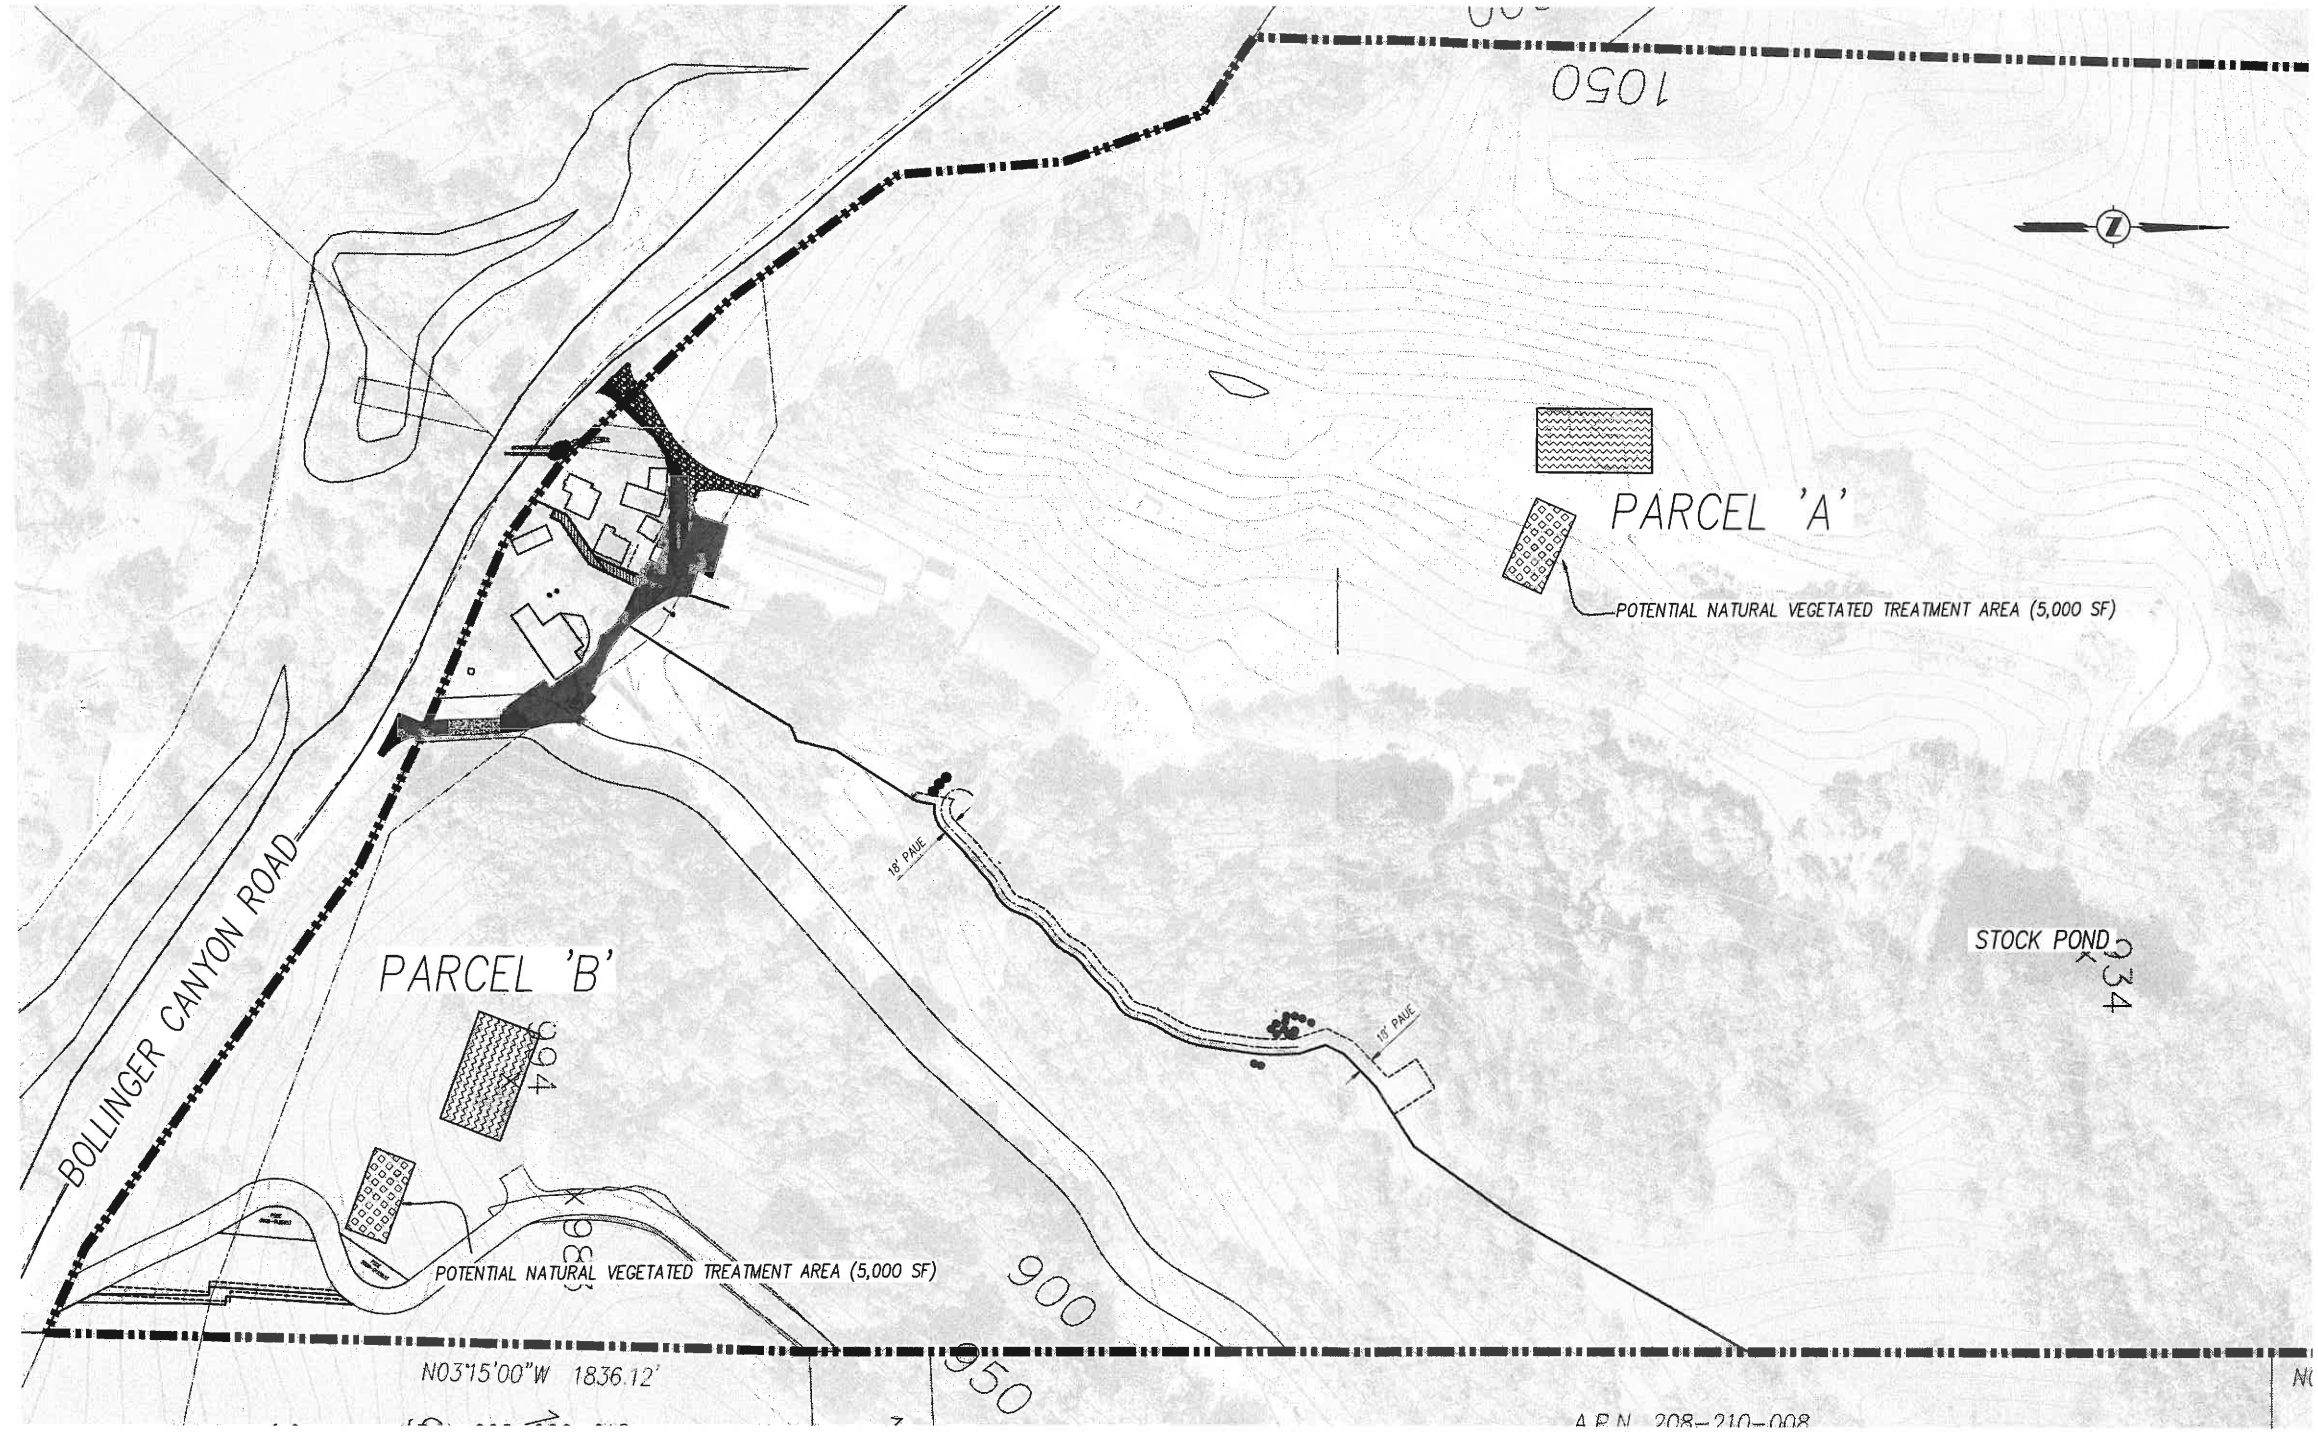 1050
PARCEL 'A'
POTENTIAL NATURAL VEGETATED TREATMENT AREA (5,000 SF)
18' PAUE
BOLLINGER CANYON ROAD
STOCK POND
934
PARCEL 'B'
994
18' PAUE
983
POTENTIAL NATURAL VEGETATED TREATMENT AREA (5,000 SF)
900
950
N03°15'00"W 1836.12'
A.P.N. 208-210-008